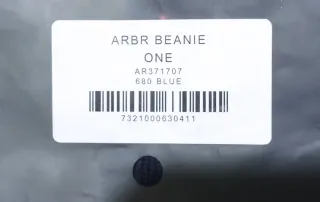 ARBR BEANIE
ONE
AR371707
680 BLUE
7321000630411